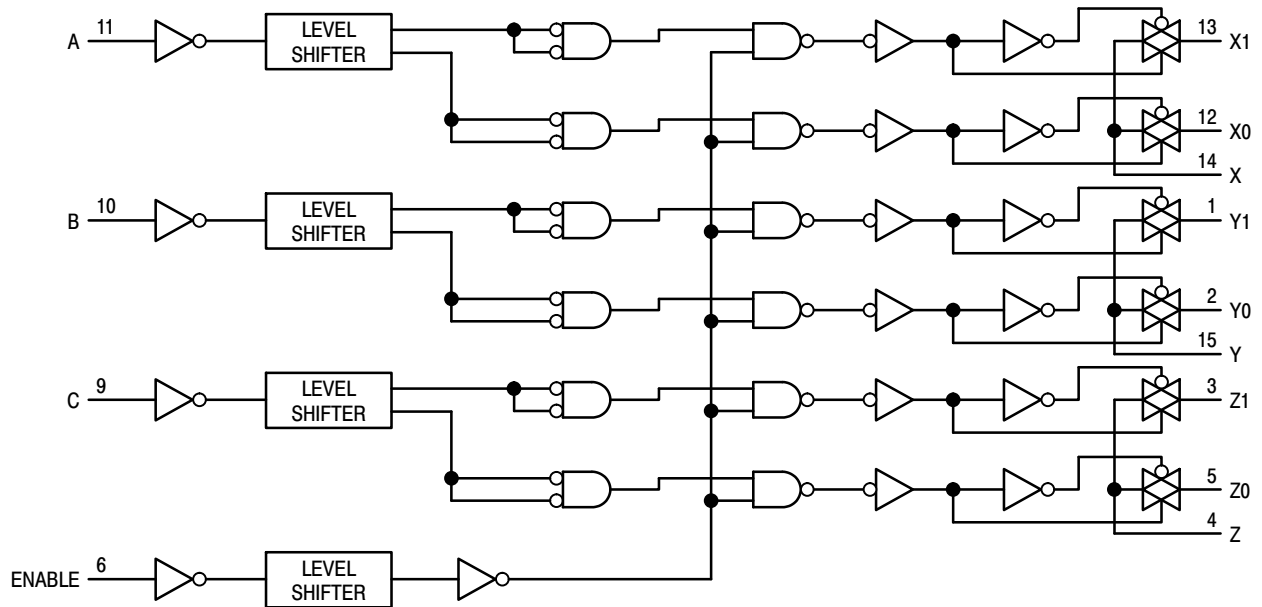 A 11 LEVEL SHIFTER 13 X1
12 X0
14 X
B 10 LEVEL SHIFTER 1 Y1
2 Y0
15 Y
C 9 LEVEL SHIFTER 3 Z1
5 Z0
4 Z
ENABLE 6 LEVEL SHIFTER